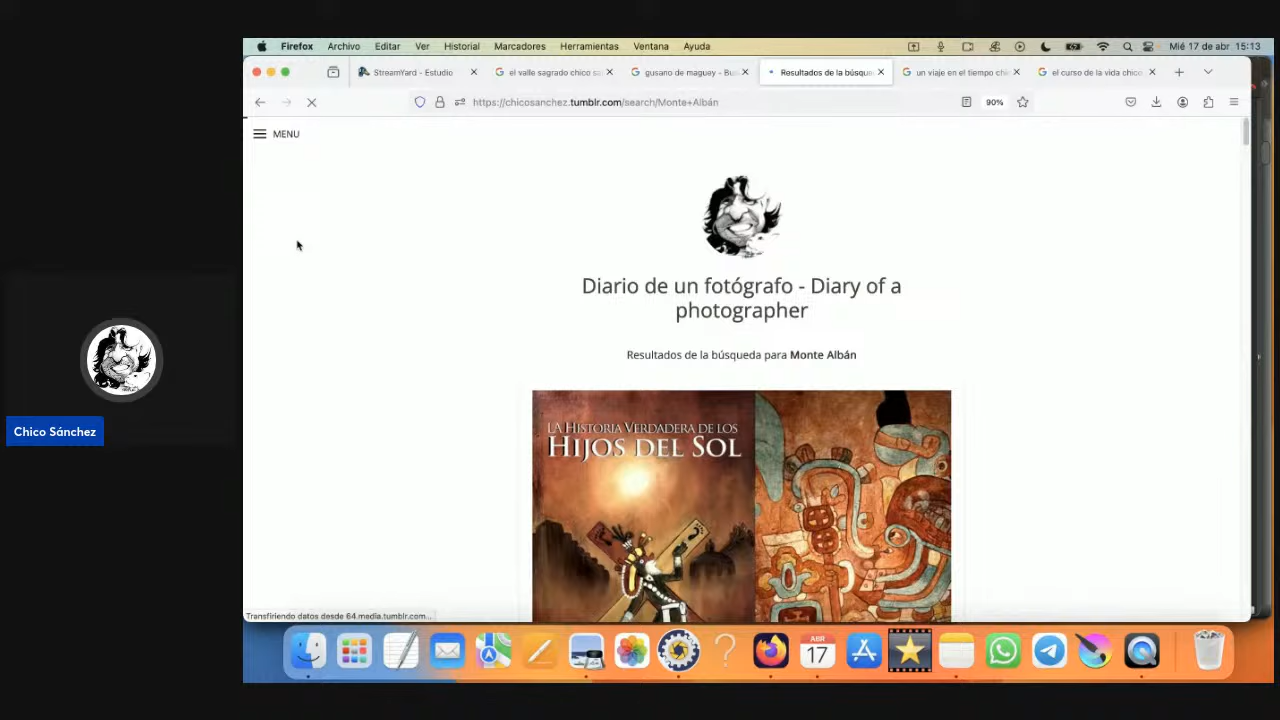 Firefox Archivo Editar Ver Historial Marcadores Herramientas Ventana Ayuda Mié 17 de abr 15:13
StreamYard - Estudio el valle sagrado chico sa gusano de maguey - Bus Resultados de la búsqu un viaje en el tiempo chic el curso de la vida chico
https://chicosanchez.tumblr.com/search/Monte+Albán 90%
MENU
Diario de un fotógrafo - Diary of a
photographer
Resultados de la búsqueda para Monte Albán
LA HISTORIA VERDADERA DE LOS
HIJOS DEL SOL
Chico Sánchez
Transfiriendo datos desde 64.media.tumblr.com...
ABR
17